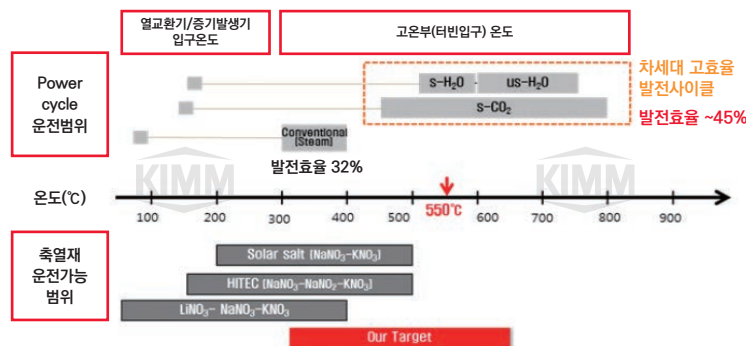 열교환기/증기발생기
입구온도
고온부(터빈입구) 온도
Power
cycle
운전범위
s-H₂O
us-H₂O
s-CO₂
차세대 고효율
발전사이클
발전효율 ~45%
Conventional
(Steam)
발전효율 32%
KIMM
KIMM
온도(℃)
100
200
300
400
500
550℃
600
700
800
900
축열재
운전가능
범위
Solar salt (NaNO₃-KNO₃)
HITEC (NaNO₃-NaNO₂-KNO₃)
LiNO₃- NaNO₃-KNO₃
Our Target